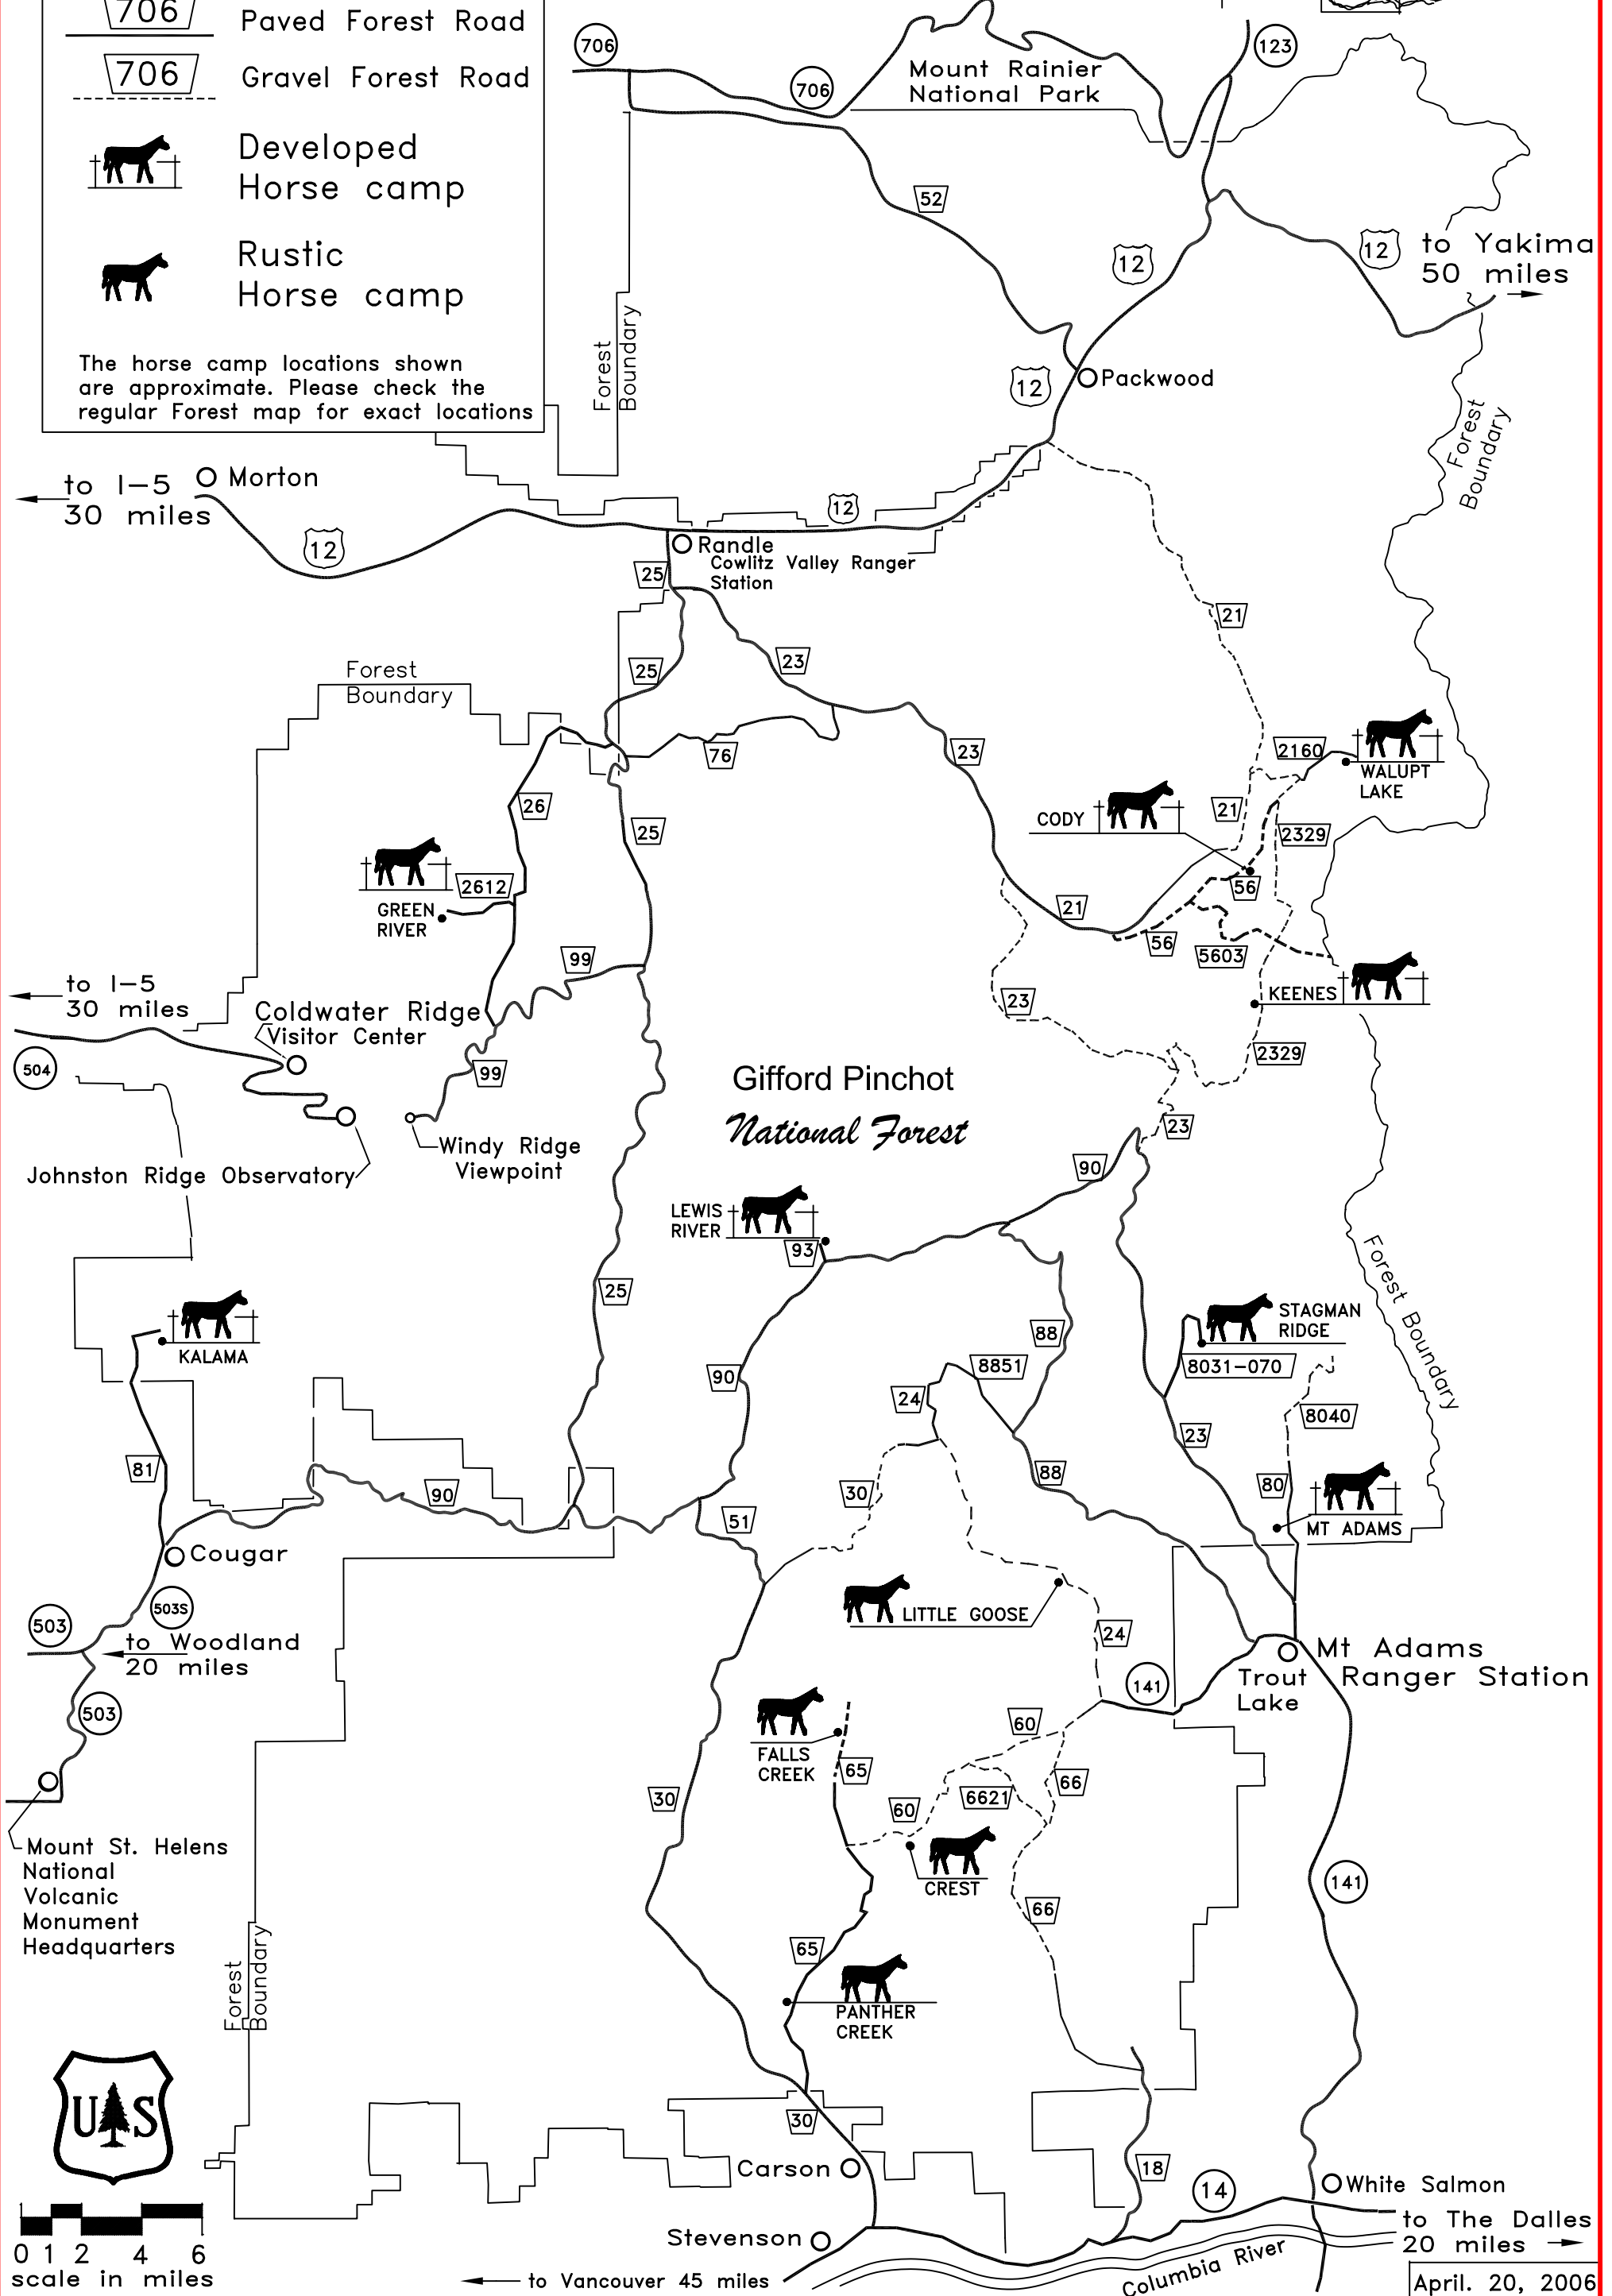 706
Paved Forest Road
706
Gravel Forest Road
Developed
Horse camp
Rustic
Horse camp
The horse camp locations shown
are approximate. Please check the
regular Forest map for exact locations
706
706
Mount Rainier
National Park
123
52
12
12
to Yakima
50 miles
Forest
Boundary
12
Packwood
Forest
Boundary
to I-5
30 miles
Morton
12
12
Randle
Cowlitz Valley Ranger
Station
25
21
Forest
Boundary
25
23
76
23
2160
WALUPT
LAKE
26
25
CODY
21
2329
GREEN
RIVER
2612
56
21
56
5603
99
KEENES
23
to I-5
30 miles
Coldwater Ridge
Visitor Center
504
99
2329
Gifford Pinchot
National Forest
23
Windy Ridge
Viewpoint
Johnston Ridge Observatory
90
LEWIS
RIVER
93
Forest Boundary
25
KALAMA
STAGMAN
RIDGE
88
8031-070
90
8851
24
8040
23
81
88
80
90
30
MT ADAMS
51
Cougar
503S
503
to Woodland
20 miles
LITTLE GOOSE
24
Mt Adams
Ranger Station
Trout
Lake
141
503
60
FALLS
CREEK
65
66
6621
60
30
Mount St. Helens
National
Volcanic
Monument
Headquarters
CREST
141
66
Forest
Boundary
65
PANTHER
CREEK
US
30
Carson
18
14
White Salmon
Stevenson
to The Dalles
20 miles
0 1 2 4 6
scale in miles
to Vancouver 45 miles
Columbia River
April. 20, 2006